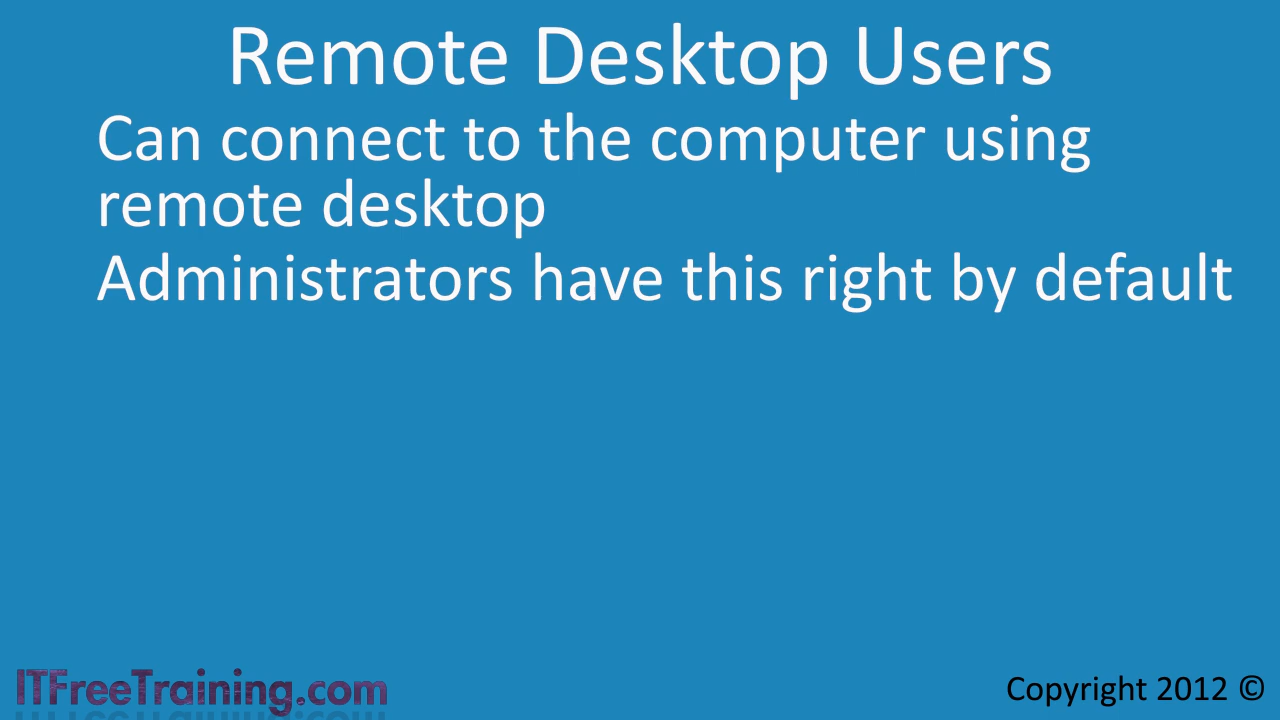 Remote Desktop Users
Can connect to the computer using
remote desktop
Administrators have this right by default
ITFreeTraining.com
Copyright 2012 ©